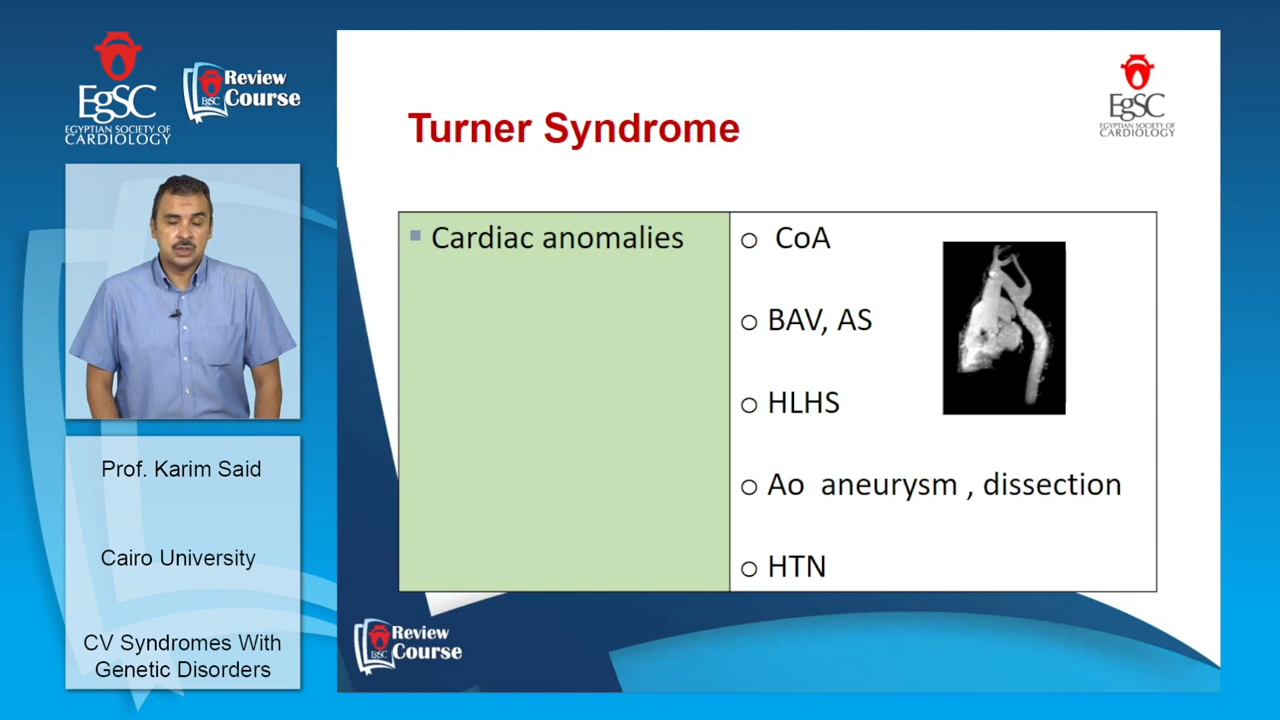 EgSC
EGYPTIAN SOCIETY OF
CARDIOLOGY
Review
EgSC
Course
Prof. Karim Said
Cairo University
CV Syndromes With
Genetic Disorders
EgSC
EGYPTIAN SOCIETY OF
CARDIOLOGY
Turner Syndrome
▪ Cardiac anomalies
o CoA
o BAV, AS
o HLHS
o Ao aneurysm , dissection
o HTN
Review
EgSC
Course